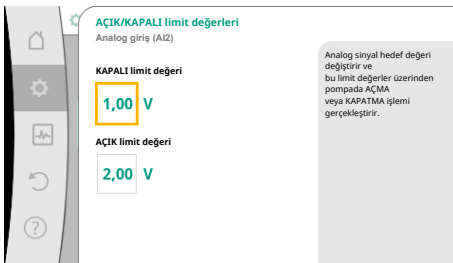 AÇIK/KAPALI limit değerleri
Analog giriş (AI2)
KAPALI limit değeri
1,00 V
AÇIK limit değeri
2,00 V
Analog sinyal hedef değeri
değiştirir ve
bu limit değerler üzerinden
pompada AÇMA
veya KAPATMA işlemi
gerçekleştirir.
?